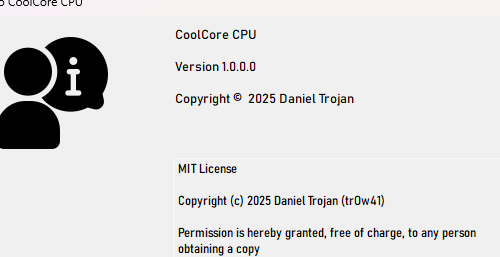 CoolCore CPU
CoolCore CPU
Version 1.0.0.0
Copyright © 2025 Daniel Trojan
MIT License
Copyright (c) 2025 Daniel Trojan (tr0w41)
Permission is hereby granted, free of charge, to any person
obtaining a copy